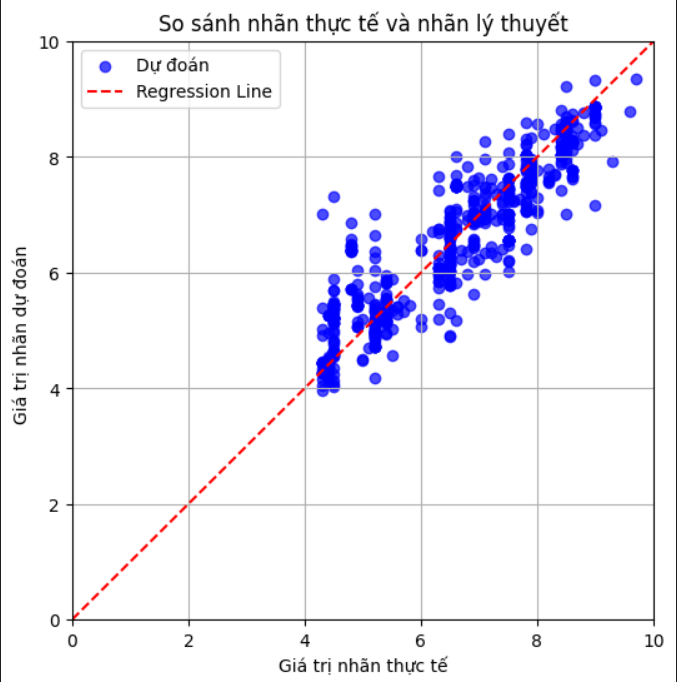 So sánh nhãn thực tế và nhãn lý thuyết
Dự đoán
Regression Line
Giá trị nhãn dự đoán
10
8
6
4
2
0
0 2 4 6 8 10
Giá trị nhãn thực tế